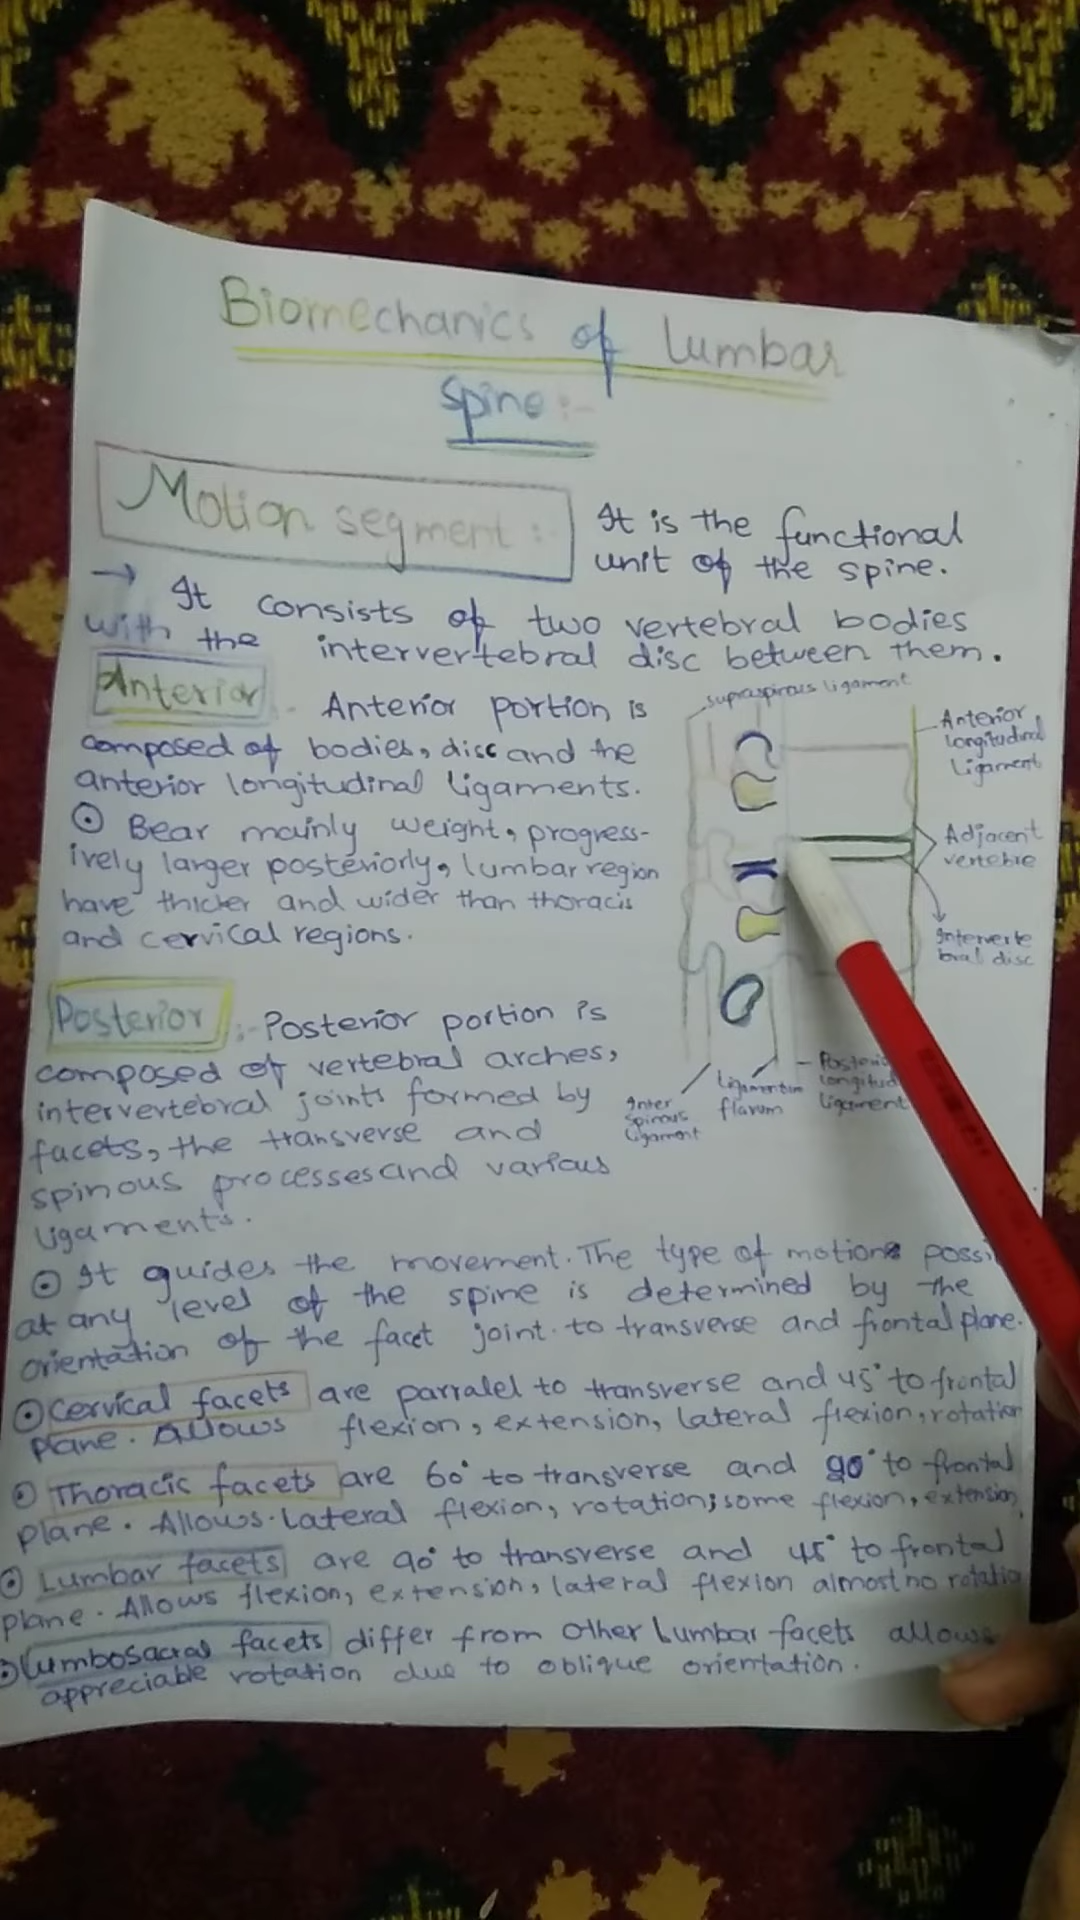 Biomechanics of lumbar
spine :-
Motion segment :
It is the functional
unit of the spine.
→ It consists of two vertebral bodies
with the intervertebral disc between them.
Anterior :- Anterior portion is
composed of bodies, disc and the
anterior longitudinal ligaments.
⊙ Bear mainly weight, progress-
ively larger posteriorly, lumbar region
have thicker and wider than thoracis
and cervical regions.
supraspinous ligament
Anterior
longitudinal
Ligament
Adjacent
vertebre
Interverte
bral disc
Posterio
longitud
Ligament
Ligamentum
flavum
Inter
spinous
Ligament
Posterior :- Posterior portion is
composed of vertebral arches,
intervertebral joints formed by
facets, the transverse and
spinous processes and various
ligaments.
⊙ It guides the movement. The type of motions possi
at any level of the spine is determined by the
orientation of the facet joint to transverse and frontal plane.
⊙ Cervical facets are parralel to transverse and 45° to frontal
plane. Allows flexion, extension, lateral flexion, rotation
⊙ Thoracic facets are 60° to transverse and 90° to frontal
plane. Allows lateral flexion, rotation; some flexion, extension
⊙ Lumbar facets are 90° to transverse and 45° to frontal
plane. Allows flexion, extension, lateral flexion almost no rotatio
⊙ Lumbosacral facets differ from other Lumbar facets allows
appreciable rotation due to oblique orientation.